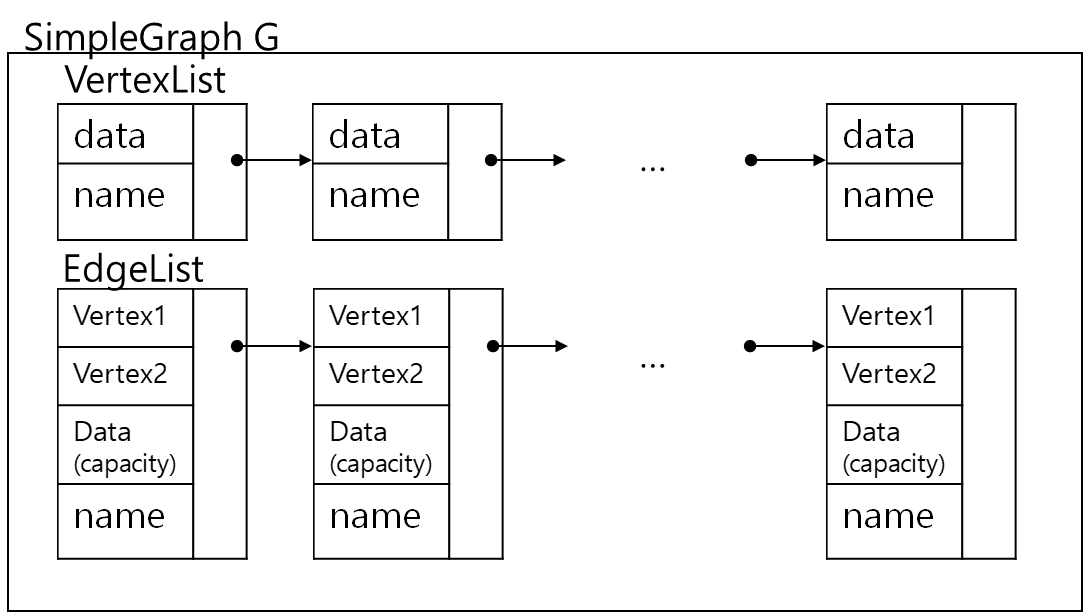 SimpleGraph G
VertexList
data
name
data
name
...
data
name
EdgeList
Vertex1
Vertex2
Data
(capacity)
name
Vertex1
Vertex2
Data
(capacity)
name
...
Vertex1
Vertex2
Data
(capacity)
name